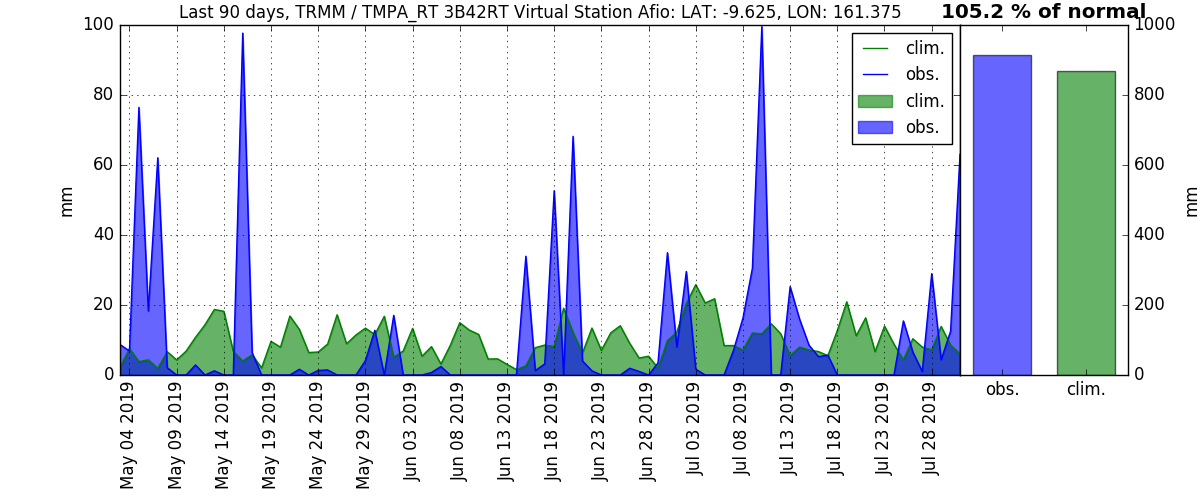 Last 90 days, TRMM / TMPA_RT 3B42RT Virtual Station Afio: LAT: -9.625, LON: 161.375
105.2 % of normal
100
80
60
40
20
0
mm
clim.
obs.
clim.
obs.
1000
800
600
400
200
0
mm
May 04 2019
May 09 2019
May 14 2019
May 19 2019
May 24 2019
May 29 2019
Jun 03 2019
Jun 08 2019
Jun 13 2019
Jun 18 2019
Jun 23 2019
Jun 28 2019
Jul 03 2019
Jul 08 2019
Jul 13 2019
Jul 18 2019
Jul 23 2019
Jul 28 2019
obs.
clim.